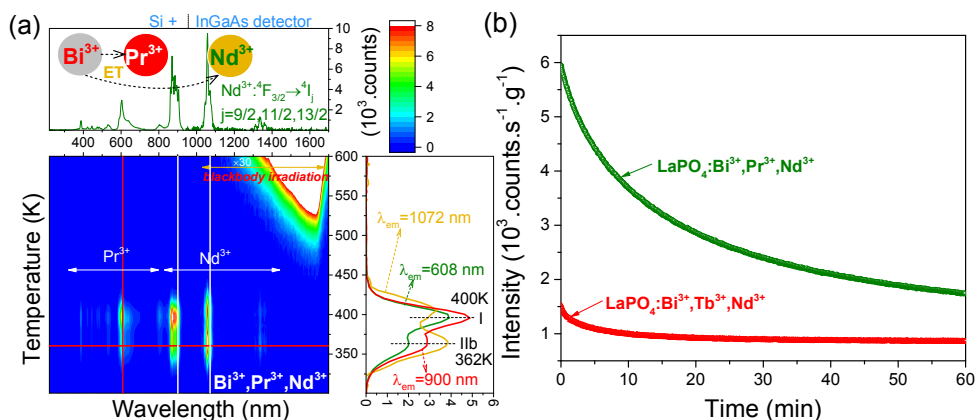 (a)
Si + InGaAs detector
Bi³⁺ Pr³⁺ Nd³⁺
ET
Nd³⁺:⁴F₃/₂→⁴Iⱼ
j=9/2,11/2,13/2
10
8
6
4
2
400 600 800 1000 1200 1400 1600
(10³.counts)
8
7
6
5
4
3
2
1
0
Temperature (K)
600
550
500
450
400
350
×30
blackbody irradiation
Pr³⁺ Nd³⁺
Bi³⁺,Pr³⁺,Nd³⁺
Wavelength (nm)
λem=1072 nm
λem=608 nm
400K
I
IIb
362K
λem=900 nm
0 1 2 3 4 5 6
(b)
Intensity (10³.counts.s⁻¹.g⁻¹)
6
5
4
3
2
1
LaPO₄:Bi³⁺,Pr³⁺,Nd³⁺
LaPO₄:Bi³⁺,Tb³⁺,Nd³⁺
0 10 20 30 40 50 60
Time (min)